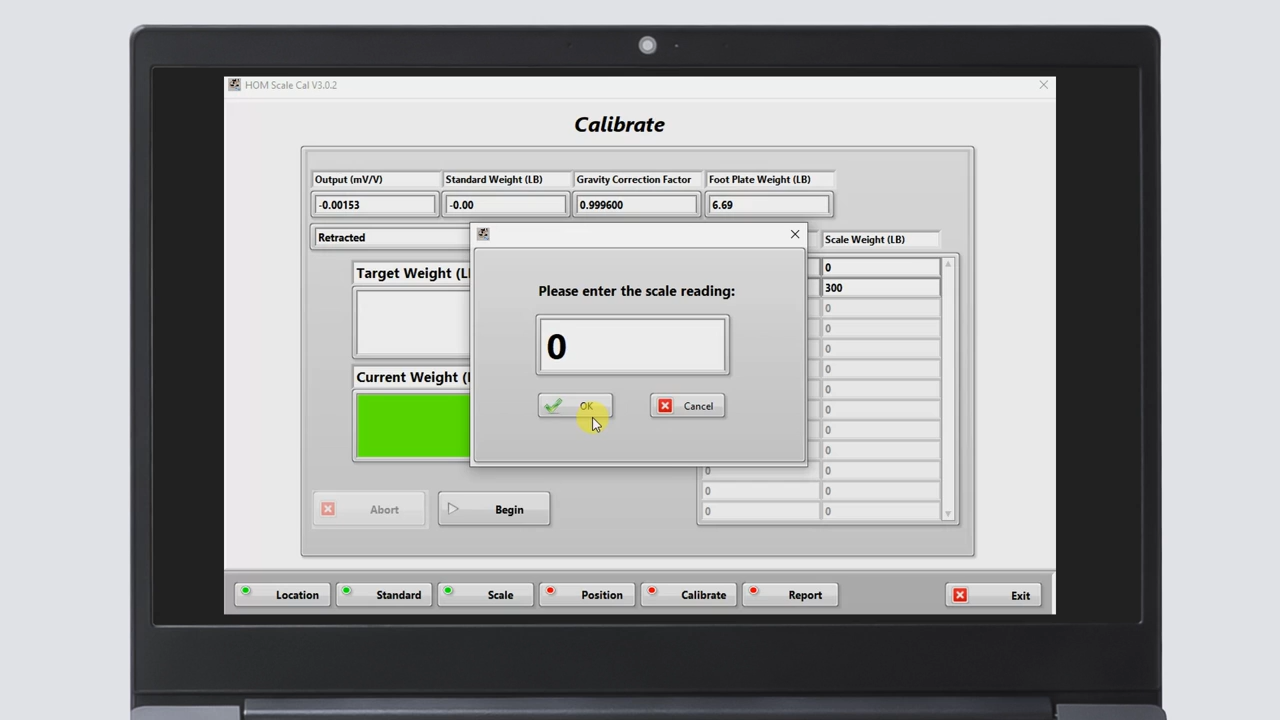 HOM Scale Cal V3.0.2
Calibrate
Output (mV/V)
Standard Weight (LB)
Gravity Correction Factor
Foot Plate Weight (LB)
-0.00153
-0.00
0.999600
6.69
Retracted
Scale Weight (LB)
Target Weight (L
Current Weight (
Please enter the scale reading:
0
OK
Cancel
0
300
0
0
0
0
0
0
0
0
0
0
0
0
0
0
Abort
Begin
Location
Standard
Scale
Position
Calibrate
Report
Exit